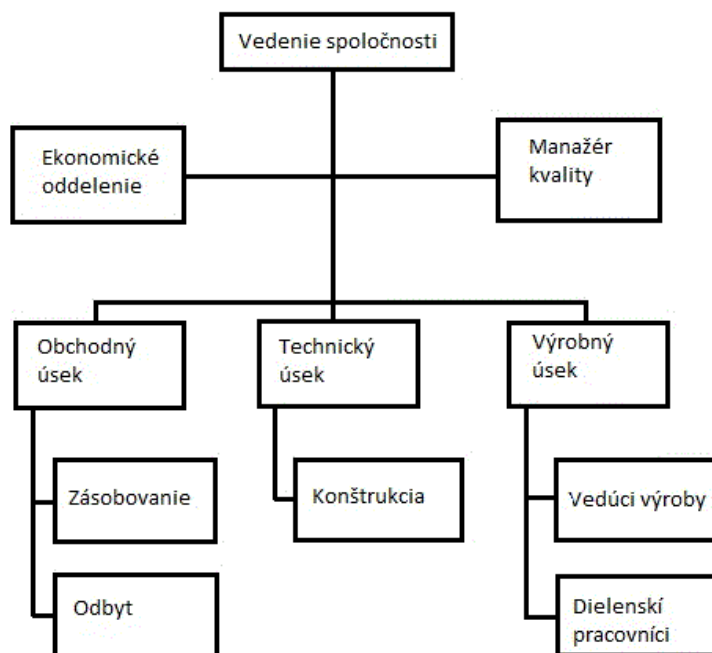 Vedenie spoločnosti
Ekonomické
oddelenie
Manažér
kvality
Obchodný
úsek
Technický
úsek
Výrobný
úsek
Zásobovanie
Konštrukcia
Vedúci výroby
Odbyt
Dielenskí
pracovníci